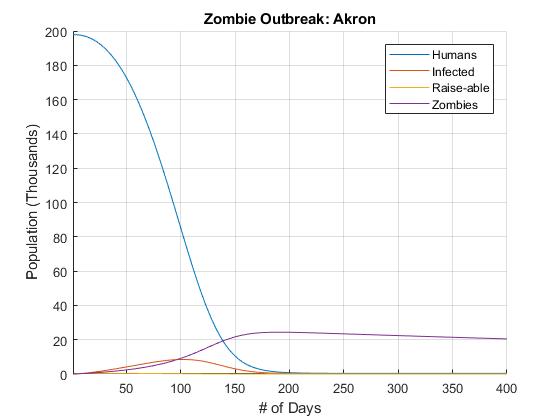 Zombie Outbreak: Akron
Humans
Infected
Raise-able
Zombies
Population (Thousands)
200
180
160
140
120
100
80
60
40
20
0
50 100 150 200 250 300 350 400
# of Days